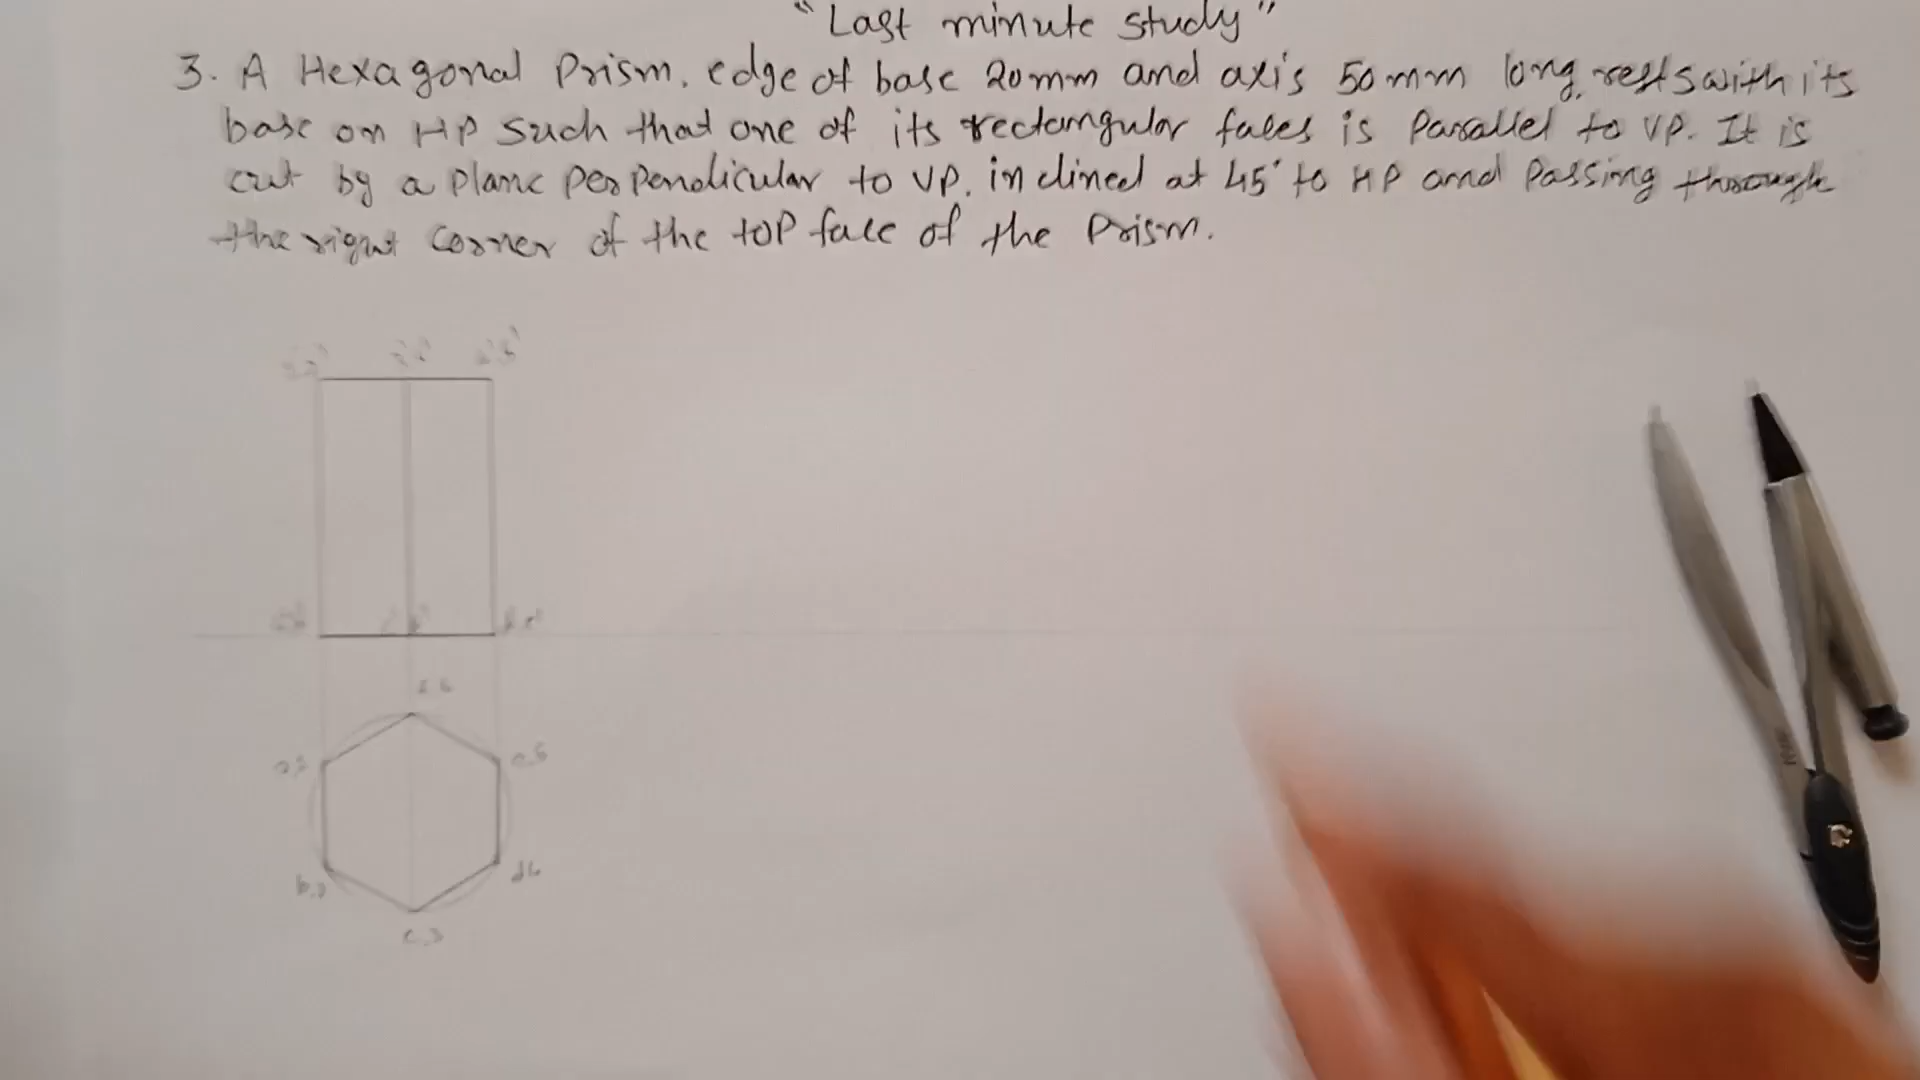 "Last minute study"
3. A Hexagonal Prism, edge of base 20mm and axis 50mm long, rests with its
base on HP such that one of its rectangular faces is Parallel to VP. It is
cut by a plane perpendicular to VP, inclined at 45° to HP and Passing through
the right corner of the top face of the Prism.
c,3